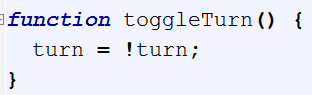 function toggleTurn() {
  turn = !turn;
}